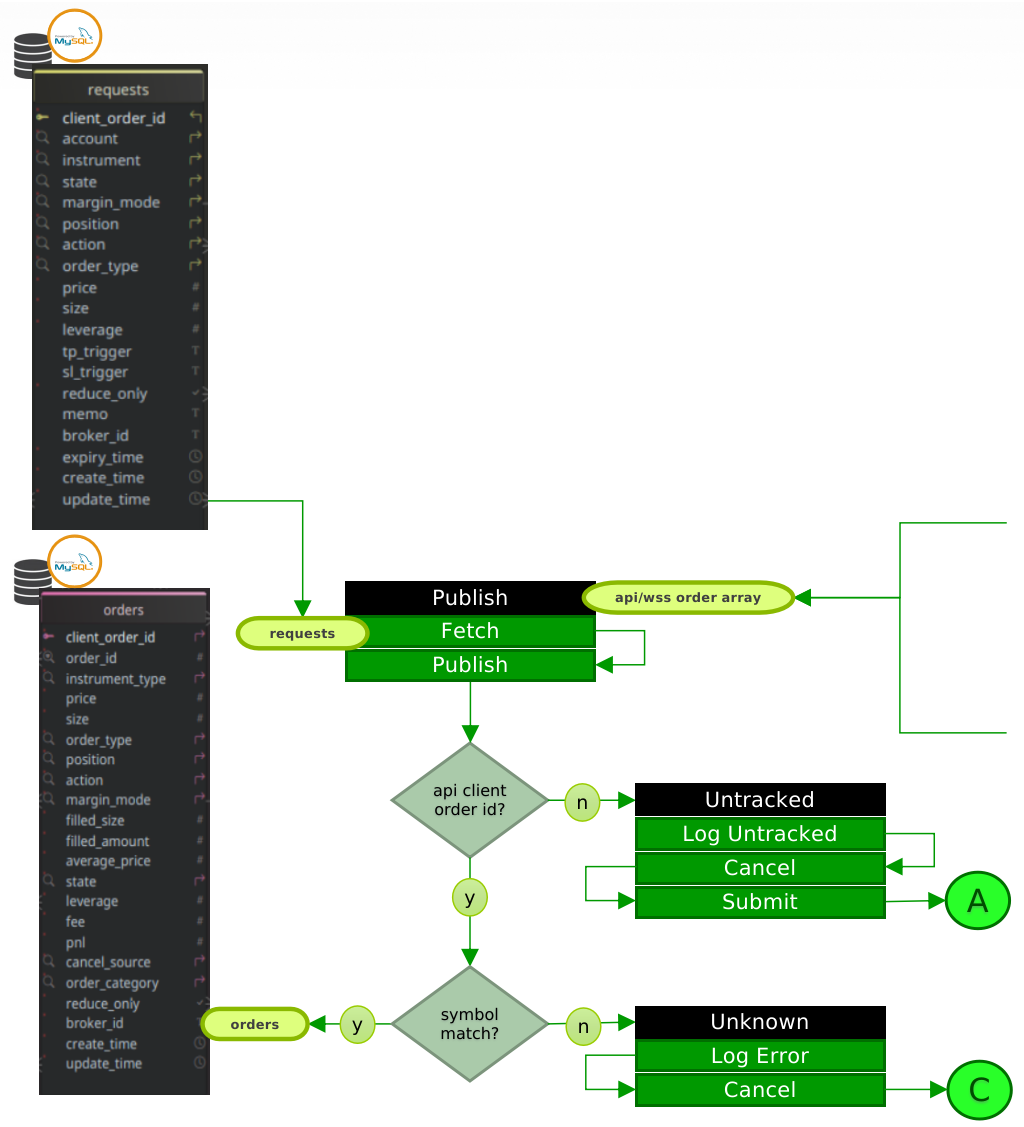 MySQL
requests
client_order_id
account
instrument
state
margin_mode
position
action
order_type
price
size
leverage
tp_trigger
sl_trigger
reduce_only
memo
broker_id
expiry_time
create_time
update_time
MySQL
orders
client_order_id
order_id
instrument_type
price
size
order_type
position
action
margin_mode
filled_size
filled_amount
average_price
state
leverage
fee
pnl
cancel_source
order_category
reduce_only
broker_id
create_time
update_time
Publish
api/wss order array
requests
Fetch
Publish
api client
order id?
n
Untracked
Log Untracked
Cancel
Submit
A
y
symbol
match?
y
orders
n
Unknown
Log Error
Cancel
C